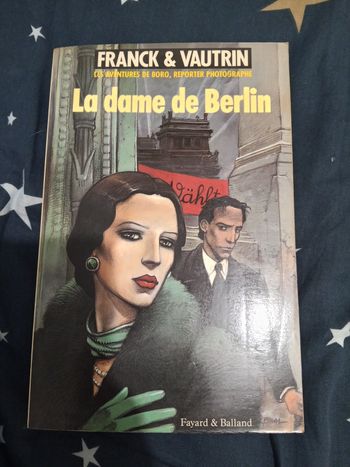 FRANCK & VAUTRIN
LES AVENTURES DE BORO, REPORTER PHOTOGRAPHE
La dame de Berlin
Wählt
Fayard & Balland